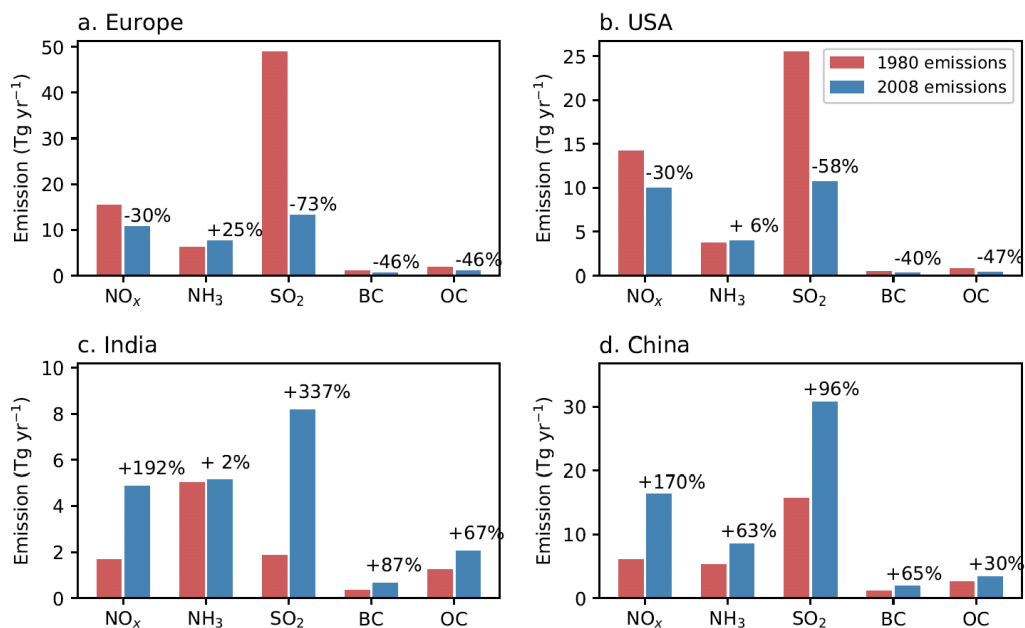 a. Europe
Emission (Tg yr⁻¹)
50
40
30
20
10
0
-30%
+25%
-73%
-46%
-46%
NOₓ
NH₃
SO₂
BC
OC
b. USA
Emission (Tg yr⁻¹)
25
20
15
10
5
0
1980 emissions
2008 emissions
-30%
+ 6%
-58%
-40%
-47%
NOₓ
NH₃
SO₂
BC
OC
c. India
Emission (Tg yr⁻¹)
10
8
6
4
2
0
+192%
+ 2%
+337%
+87%
+67%
NOₓ
NH₃
SO₂
BC
OC
d. China
Emission (Tg yr⁻¹)
30
20
10
0
+170%
+63%
+96%
+65%
+30%
NOₓ
NH₃
SO₂
BC
OC